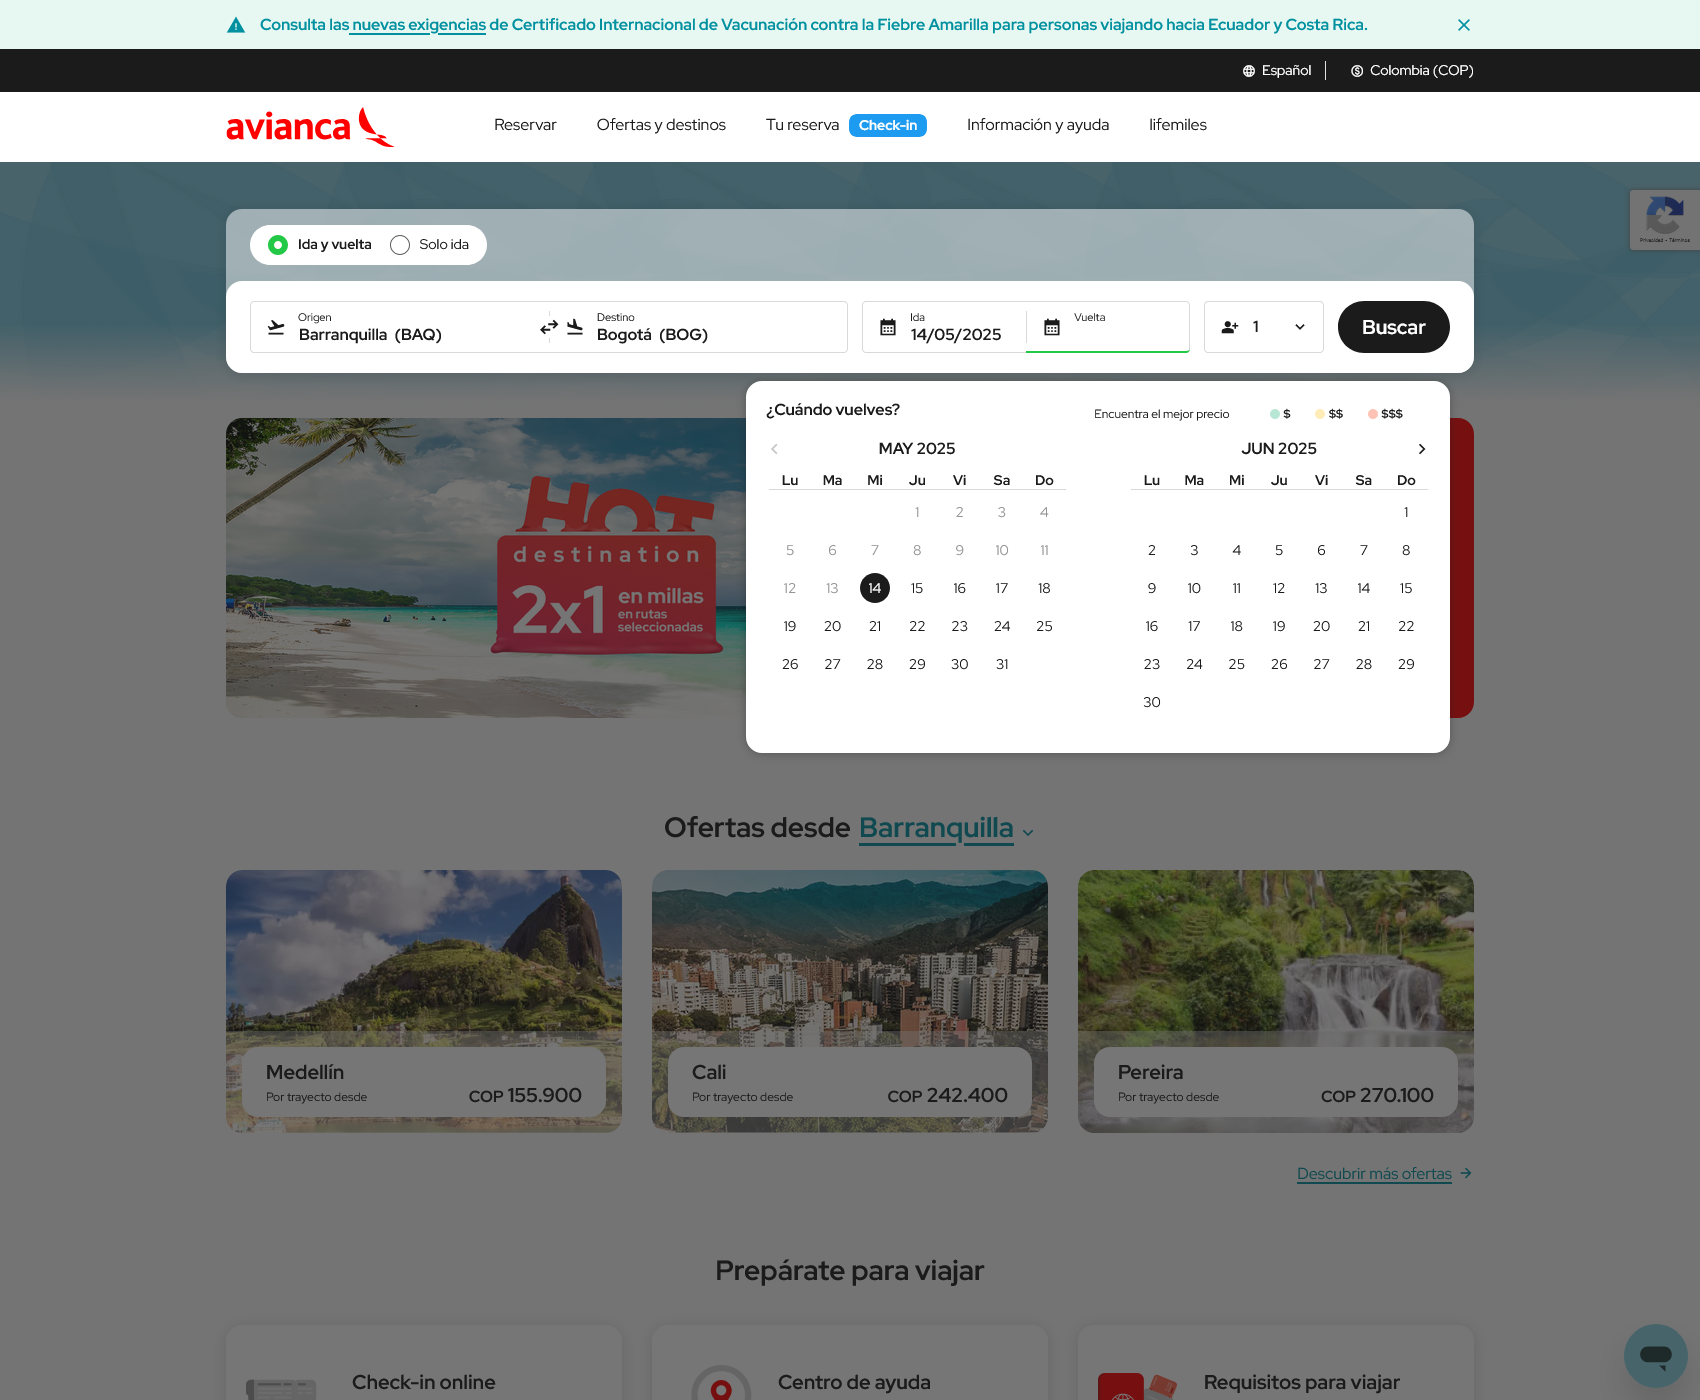 Consulta las nuevas exigencias de Certificado Internacional de Vacunación contra la Fiebre Amarilla para personas viajando hacia Ecuador y Costa Rica.
Español
Colombia (COP)
avianca
Reservar
Ofertas y destinos
Tu reserva
Check-in
Información y ayuda
lifemiles
Privacidad - Términos
Ida y vuelta
Solo ida
Origen
Barranquilla (BAQ)
Destino
Bogotá (BOG)
Ida
14/05/2025
Vuelta
1
Buscar
¿Cuándo vuelves?
Encuentra el mejor precio
$
$$
$$$
MAY 2025
Lu Ma Mi Ju Vi Sa Do
1 2 3 4
5 6 7 8 9 10 11
12 13 14 15 16 17 18
19 20 21 22 23 24 25
26 27 28 29 30 31
JUN 2025
Lu Ma Mi Ju Vi Sa Do
1
2 3 4 5 6 7 8
9 10 11 12 13 14 15
16 17 18 19 20 21 22
23 24 25 26 27 28 29
30
HOT
destination
2x1 en millas
en rutas
seleccionadas
Ofertas desde Barranquilla
Medellín
Por trayecto desde
COP 155.900
Cali
Por trayecto desde
COP 242.400
Pereira
Por trayecto desde
COP 270.100
Descubrir más ofertas
Prepárate para viajar
Check-in online
Centro de ayuda
Requisitos para viajar